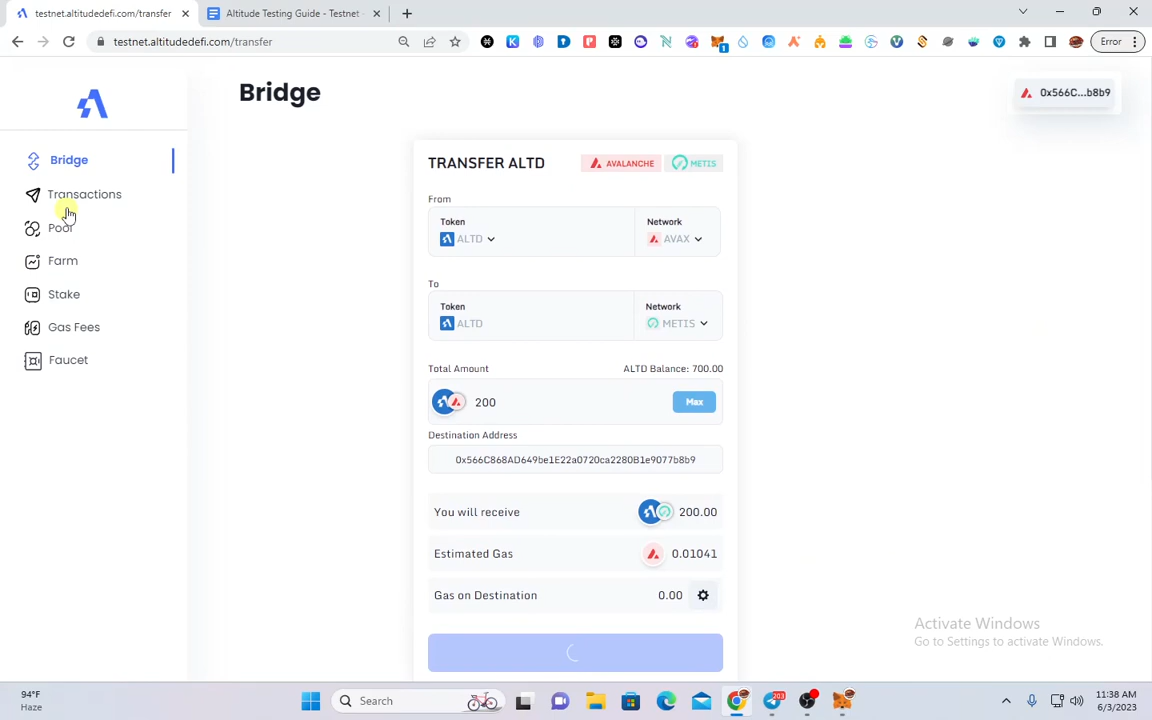 testnet.altitudedefi.com/transfer
Altitude Testing Guide - Testnet
testnet.altitudedefi.com/transfer
Error
Bridge
0x566C...b8b9
Bridge
Transactions
Pool
Farm
Stake
Gas Fees
Faucet
TRANSFER ALTD
AVALANCHE
METIS
From
Token
Network
ALTD
AVAX
To
Token
Network
ALTD
METIS
Total Amount
ALTD Balance: 700.00
200
Max
Destination Address
0x566C868AD649be1E22a0720ca2280B1e9077b8b9
You will receive
200.00
Estimated Gas
0.01041
Gas on Destination
0.00
Activate Windows
Go to Settings to activate Windows.
94°F
Haze
Search
203
11:38 AM
6/3/2023